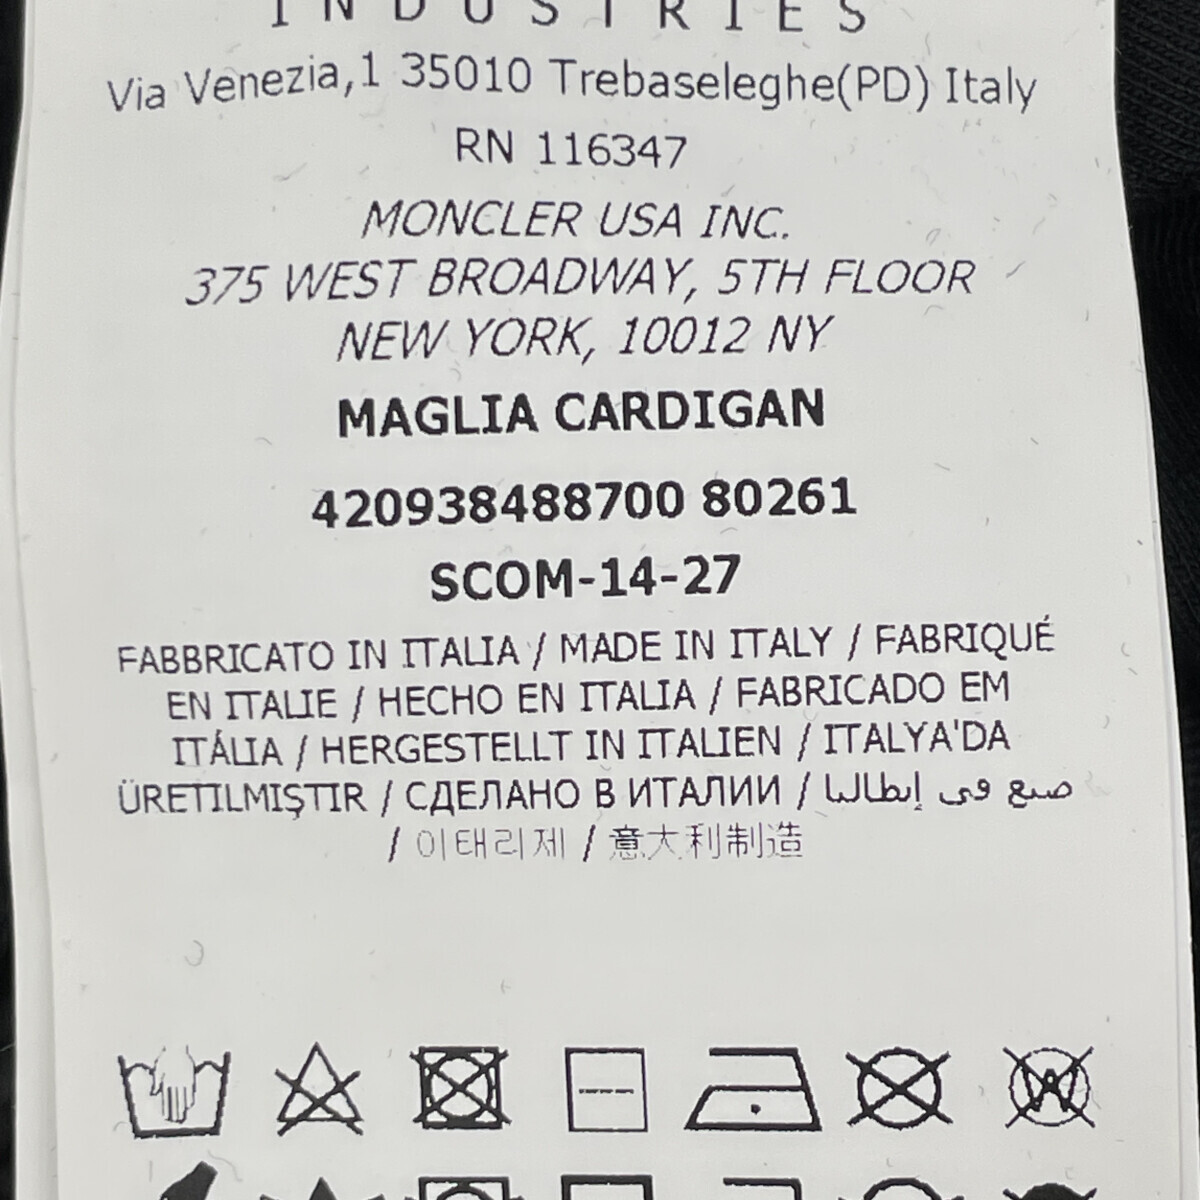 INDUSTRIES
Via Venezia,1 35010 Trebaseleghe(PD) Italy
RN 116347
MONCLER USA INC.
375 WEST BROADWAY, 5TH FLOOR
NEW YORK, 10012 NY
MAGLIA CARDIGAN
420938488700 80261
SCOM-14-27
FABBRICATO IN ITALIA / MADE IN ITALY / FABRIQUÉ
EN ITALIE / HECHO EN ITALIA / FABRICADO EM
ITÁLIA / HERGESTELLT IN ITALIEN / ITALYA'DA
ÜRETILMIŞTIR / СДЕЛАНО В ИТАЛИИ / صنع في إيطاليا
/ 이태리제 / 意大利制造
W